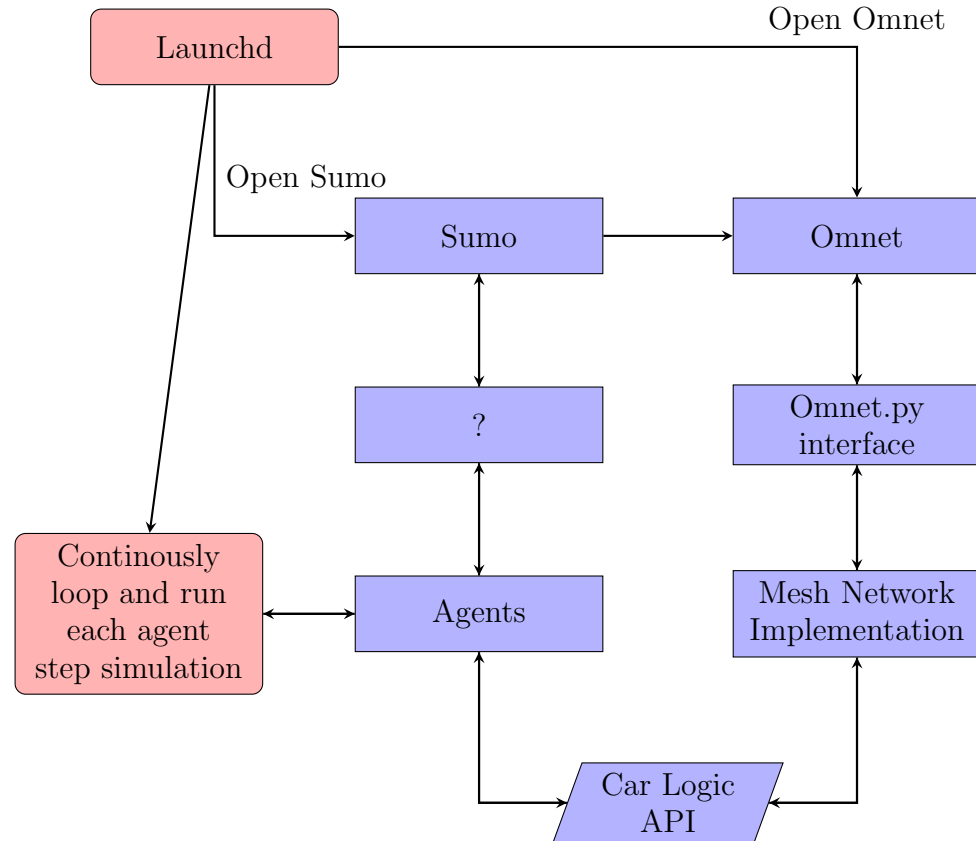 Open Omnet
Launchd
Open Sumo
Sumo
Omnet
?
Omnet.py
interface
Continously
loop and run
each agent
step simulation
Agents
Mesh Network
Implementation
Car Logic
API